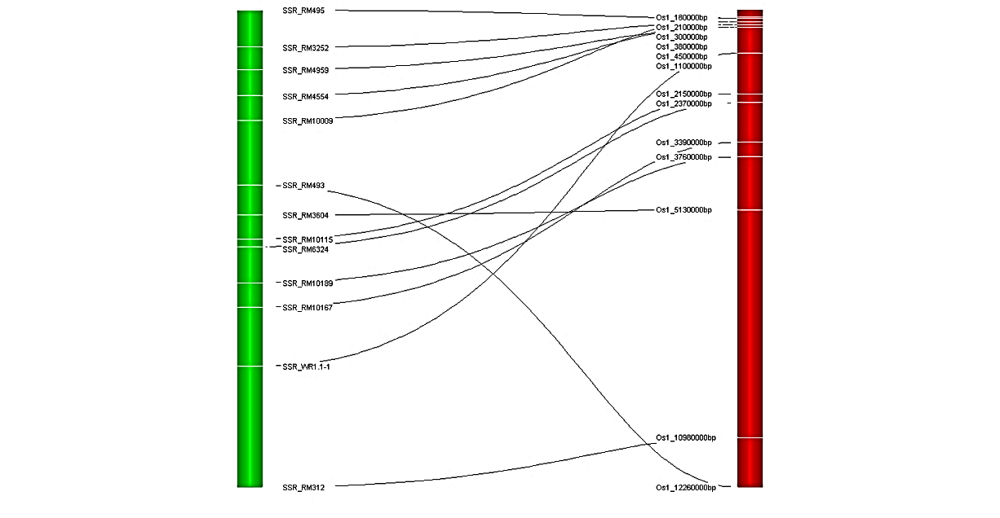 SSR_RM495
SSR_RM3252
SSR_RM4959
SSR_RM4554
SSR_RM10009
SSR_RM493
SSR_RM3604
SSR_RM10115
SSR_RM6324
SSR_RM10189
SSR_RM10167
SSR_WR1.1-1
SSR_RM312
Os1_180000bp
Os1_210000bp
Os1_300000bp
Os1_380000bp
Os1_450000bp
Os1_1100000bp
Os1_2150000bp
Os1_2370000bp
Os1_3390000bp
Os1_3760000bp
Os1_5130000bp
Os1_10980000bp
Os1_12260000bp